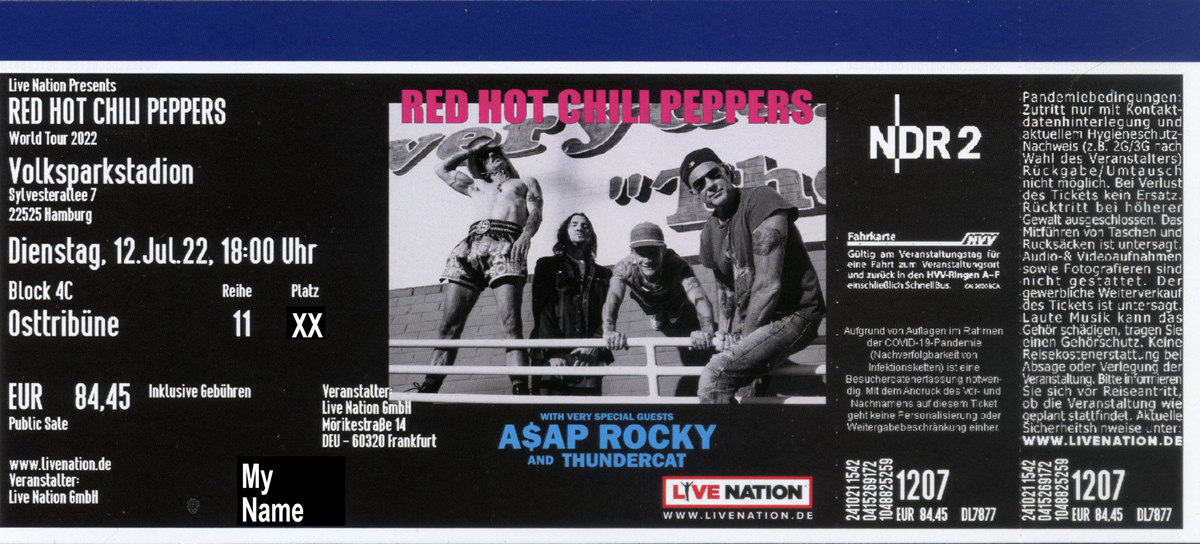 Live Nation Presents
RED HOT CHILI PEPPERS
World Tour 2022
Volksparkstadion
Sylvesterallee 7
22525 Hamburg
Dienstag, 12.Jul.22, 18:00 Uhr
Block 4C Reihe Platz
Osttribüne 11 XX
EUR 84,45 Inklusive Gebühren
Public Sale
www.livenation.de
Veranstalter:
Live Nation GmbH
My
Name
Veranstalter:
Live Nation GmbH
Mörikestraße 14
DEU – 60320 Frankfurt
RED HOT CHILI PEPPERS
WITH VERY SPECIAL GUESTS
A$AP ROCKY
AND THUNDERCAT
LIVE NATION
WWW.LIVENATION.DE
NDR 2
Fahrkarte HVV
Gültig am Veranstaltungstag für
eine Fahrt zum Veranstaltungsort
und zurück in den HVV-Ringen A–F
einschließlich SchnellBus.
Aufgrund von Auflagen im Rahmen
der COVID-19-Pandemie
(Nachverfolgbarkeit von
Infektionsketten) ist eine
Besucherdatenerfassung notwen-
dig. Mit dem Andruck des Vor- und
Nachnamens auf diesem Ticket
geht keine Personalisierung oder
Weitergabebeschränkung einher.
2410211542
0415269172
1048825259
1207
EUR 84,45 DL7877
Pandemiebedingungen:
Zutritt nur mit Kontakt-
datenhinterlegung und
aktuellem Hygieneschutz-
Nachweis (z.B. 2G/3G nach
Wahl des Veranstalters)
Rückgabe/Umtausch
nicht möglich. Bei Verlust
des Tickets kein Ersatz.
Rücktritt bei höherer
Gewalt ausgeschlossen. Das
Mitführen von Taschen und
Rucksäcken ist untersagt.
Audio-& Videoaufnahmen
sowie Fotografieren sind
nicht gestattet. Der
gewerbliche Weiterverkauf
des Tickets ist untersagt.
Laute Musik kann das
Gehör schädigen, tragen Sie
einen Gehörschutz. Keine
Reisekostenerstattung bei
Absage oder Verlegung der
Veranstaltung. Bitte informieren
Sie sich vor Reiseantritt,
ob die Veranstaltung wie
geplant stattfindet. Aktuelle
Sicherheitshinweise unter:
WWW.LIVENATION.DE
2410211542
0415269172
1048825259
1207
EUR 84,45 DL7877